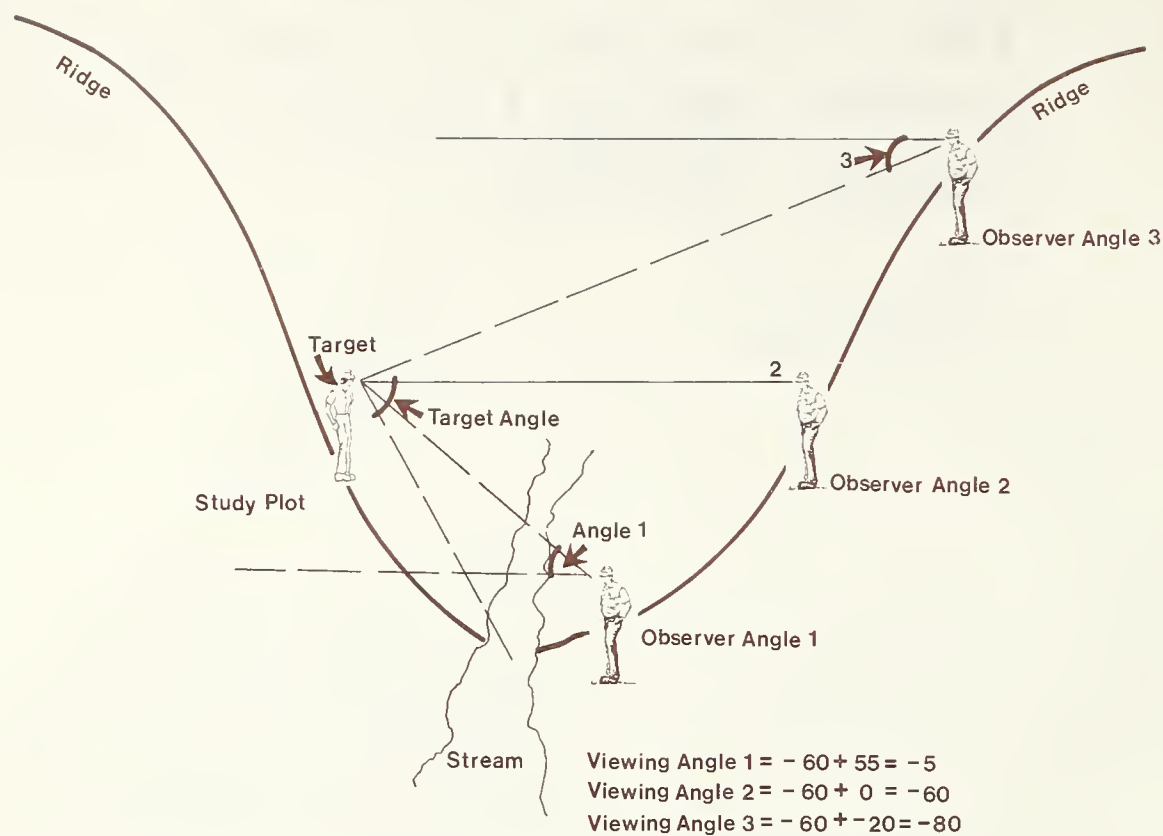 Ridge
Ridge
3
Observer Angle 3
Target
2
Target Angle
Observer Angle 2
Study Plot
Angle 1
Observer Angle 1
Stream
Viewing Angle 1 = - 60 + 55 = - 5
Viewing Angle 2 = - 60 + 0 = - 60
Viewing Angle 3 = - 60 + - 20 = - 80